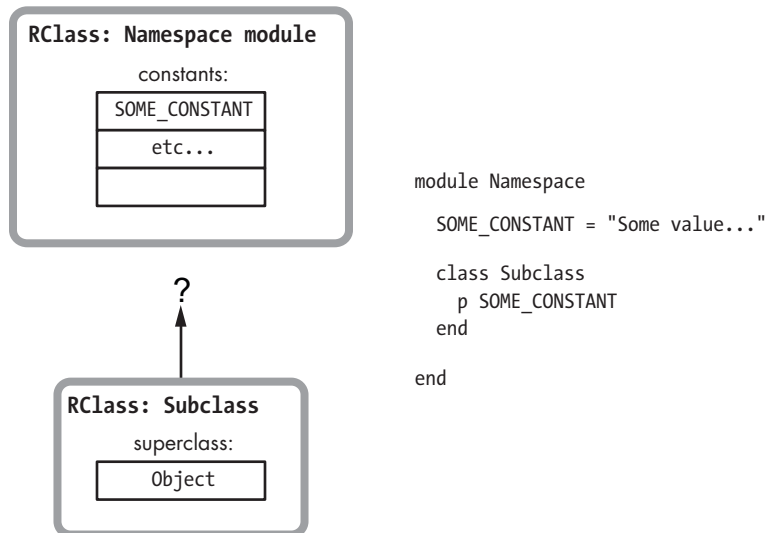 RClass: Namespace module
constants:
SOME_CONSTANT
etc...
?
RClass: Subclass
superclass:
Object
module Namespace
SOME_CONSTANT = "Some value..."
class Subclass
p SOME_CONSTANT
end
end